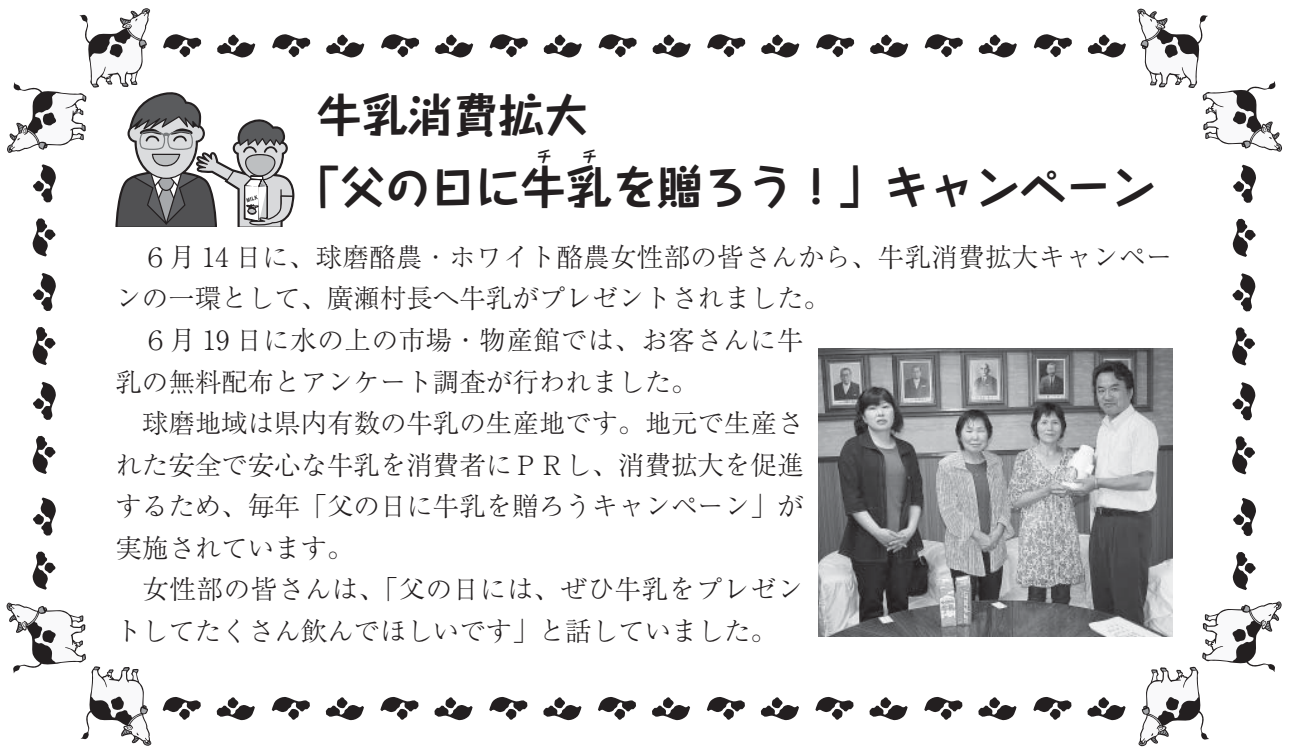 牛乳消費拡大
チ チ
「父の日に牛乳を贈ろう！」キャンペーン
MILK
　６月 14 日に、球磨酪農・ホワイト酪農女性部の皆さんから、牛乳消費拡大キャンペー
ンの一環として、廣瀬村長へ牛乳がプレゼントされました。
　６月 19 日に水の上の市場・物産館では、お客さんに牛
乳の無料配布とアンケート調査が行われました。
　球磨地域は県内有数の牛乳の生産地です。地元で生産さ
れた安全で安心な牛乳を消費者にＰＲし、消費拡大を促進
するため、毎年「父の日に牛乳を贈ろうキャンペーン」が
実施されています。
　女性部の皆さんは、「父の日には、ぜひ牛乳をプレゼン
トしてたくさん飲んでほしいです」と話していました。